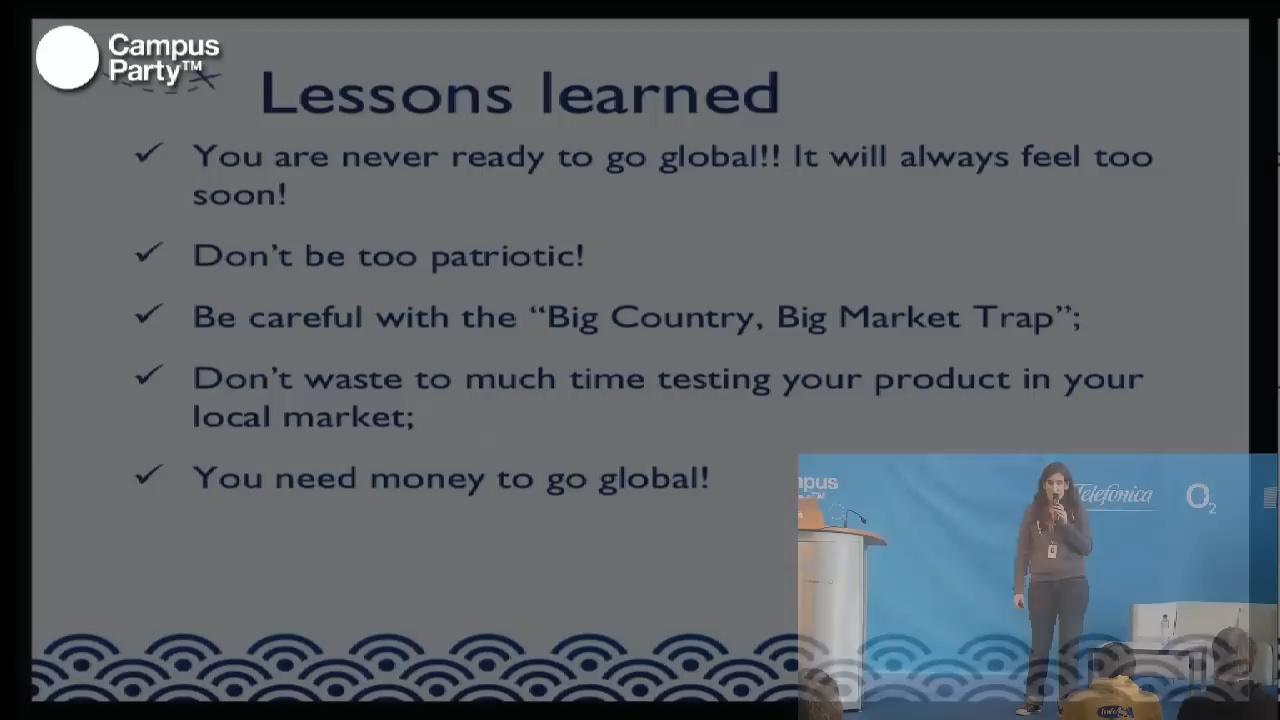 Campus
Party™
Lessons learned
You are never ready to go global!! It will always feel too
soon!
Don't be too patriotic!
Be careful with the “Big Country, Big Market Trap”;
Don't waste to much time testing your product in your
local market;
You need money to go global!
mpus
Telefónica
O2